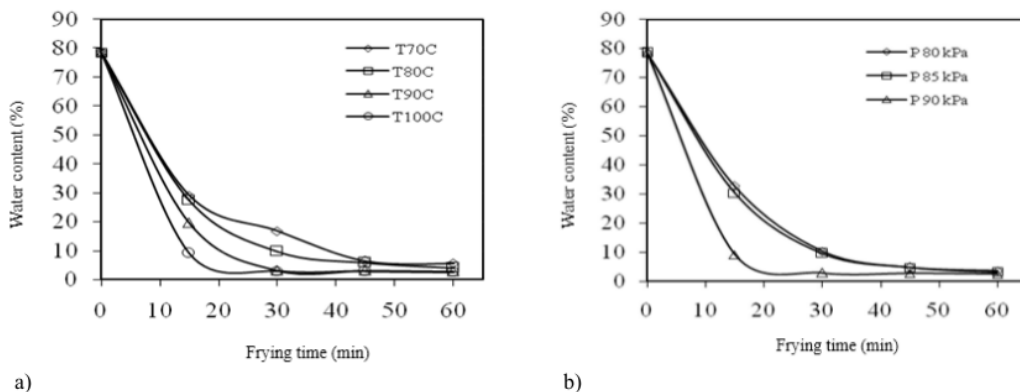 90
80
70
60
50
40
30
20
10
0
Water content (%)
T70C
T80C
T90C
T100C
0 10 20 30 40 50 60
Frying time (min)
a)
90
80
70
60
50
40
30
20
10
0
Water content (%)
P 80 kPa
P 85 kPa
P 90 kPa
0 10 20 30 40 50 60
Frying time (min)
b)